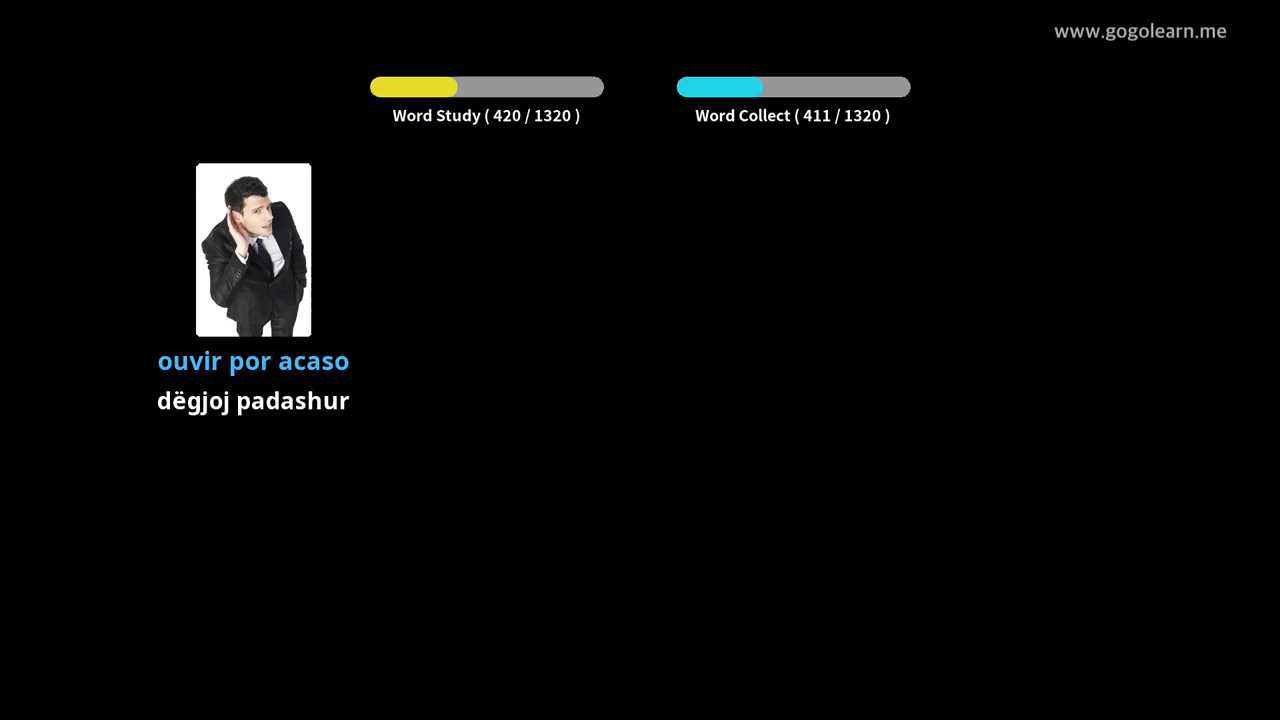 www.gogolearn.me
Word Study ( 420 / 1320 )
Word Collect ( 411 / 1320 )
ouvir por acaso
dëgjoj padashur